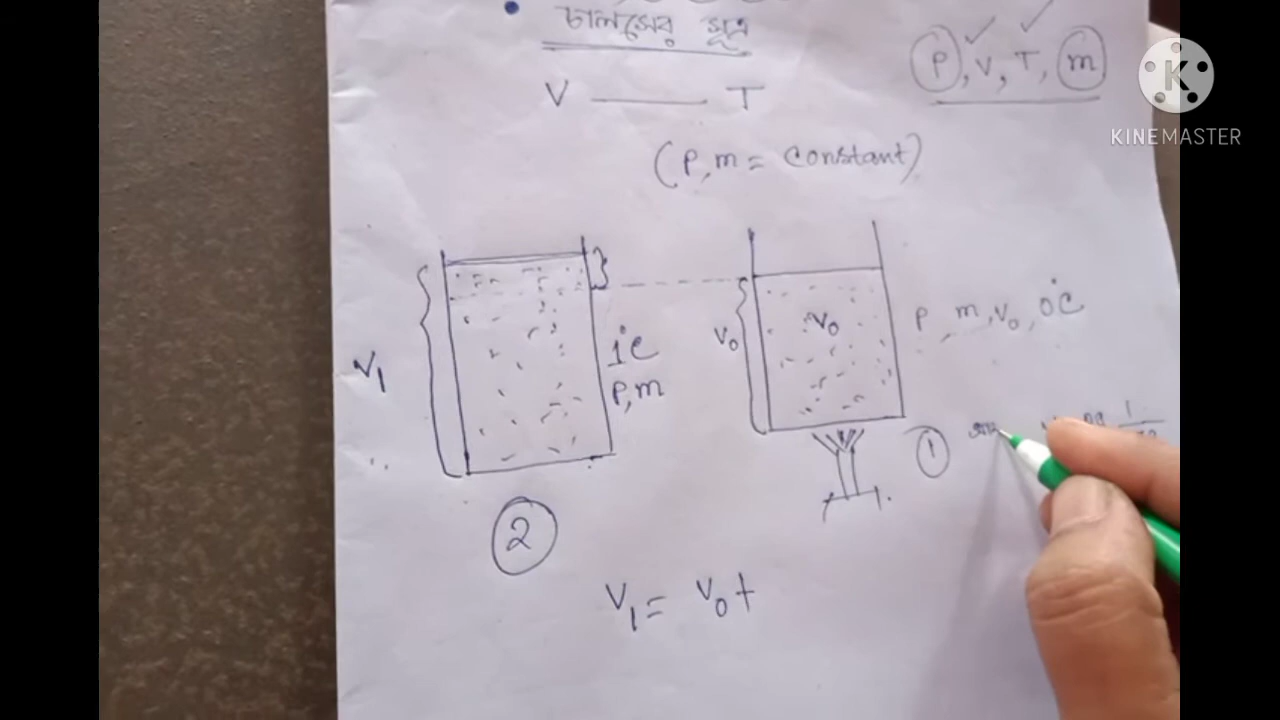 চালসের সূত্র
P, V, T, m
V —— T
(P, m = constant)
KINEMASTER
V₁
1°C
P, m
V₀
V₀
P, m, V₀, 0°C
1
2
V₁ = V₀ +